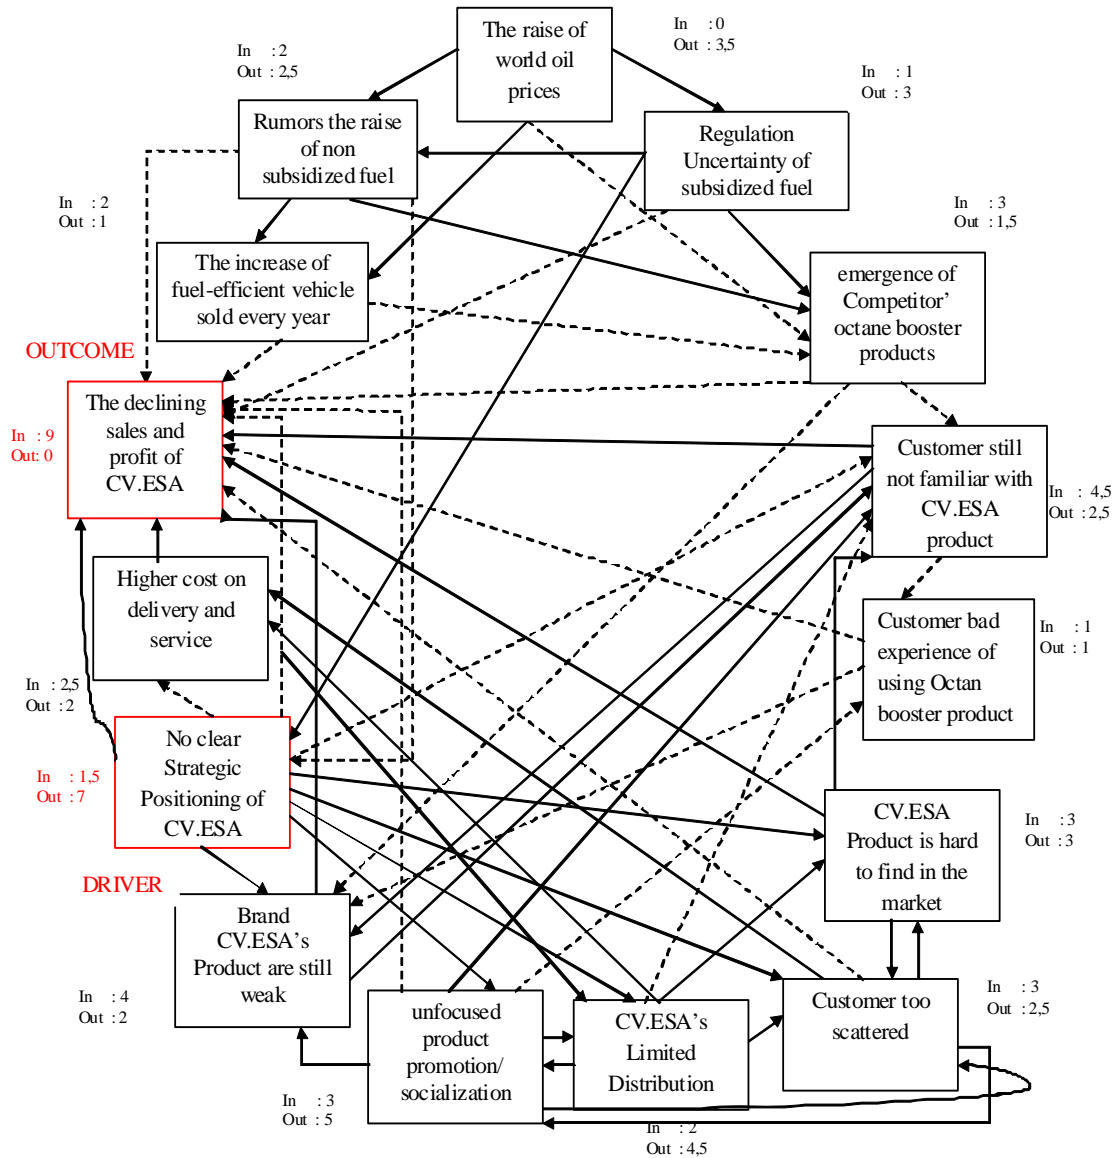 The raise of
world oil
prices
In : 0
Out : 3,5
In : 2
Out : 2,5
In : 1
Out : 3
Rumors the raise
of non
subsidized fuel
Regulation
Uncertainty of
subsidized fuel
In : 2
Out : 1
In : 3
Out : 1,5
The increase of
fuel-efficient vehicle
sold every year
emergence of
Competitor’
octane booster
products
OUTCOME
The declining
sales and
profit of
CV.ESA
In : 9
Out: 0
Customer still
not familiar with
CV.ESA
product
In : 4,5
Out : 2,5
Higher cost on
delivery and
service
Customer bad
experience of
using Octan
booster product
In : 1
Out : 1
In : 2,5
Out : 2
No clear
Strategic
Positioning of
CV.ESA
In : 1,5
Out : 7
CV.ESA
Product is hard
to find in the
market
In : 3
Out : 3
DRIVER
Brand
CV.ESA’s
Product are still
weak
In : 4
Out : 2
unfocused
product
promotion/
socialization
In : 3
Out : 5
CV.ESA’s
Limited
Distribution
In : 2
Out : 4,5
Customer too
scattered
In : 3
Out : 2,5